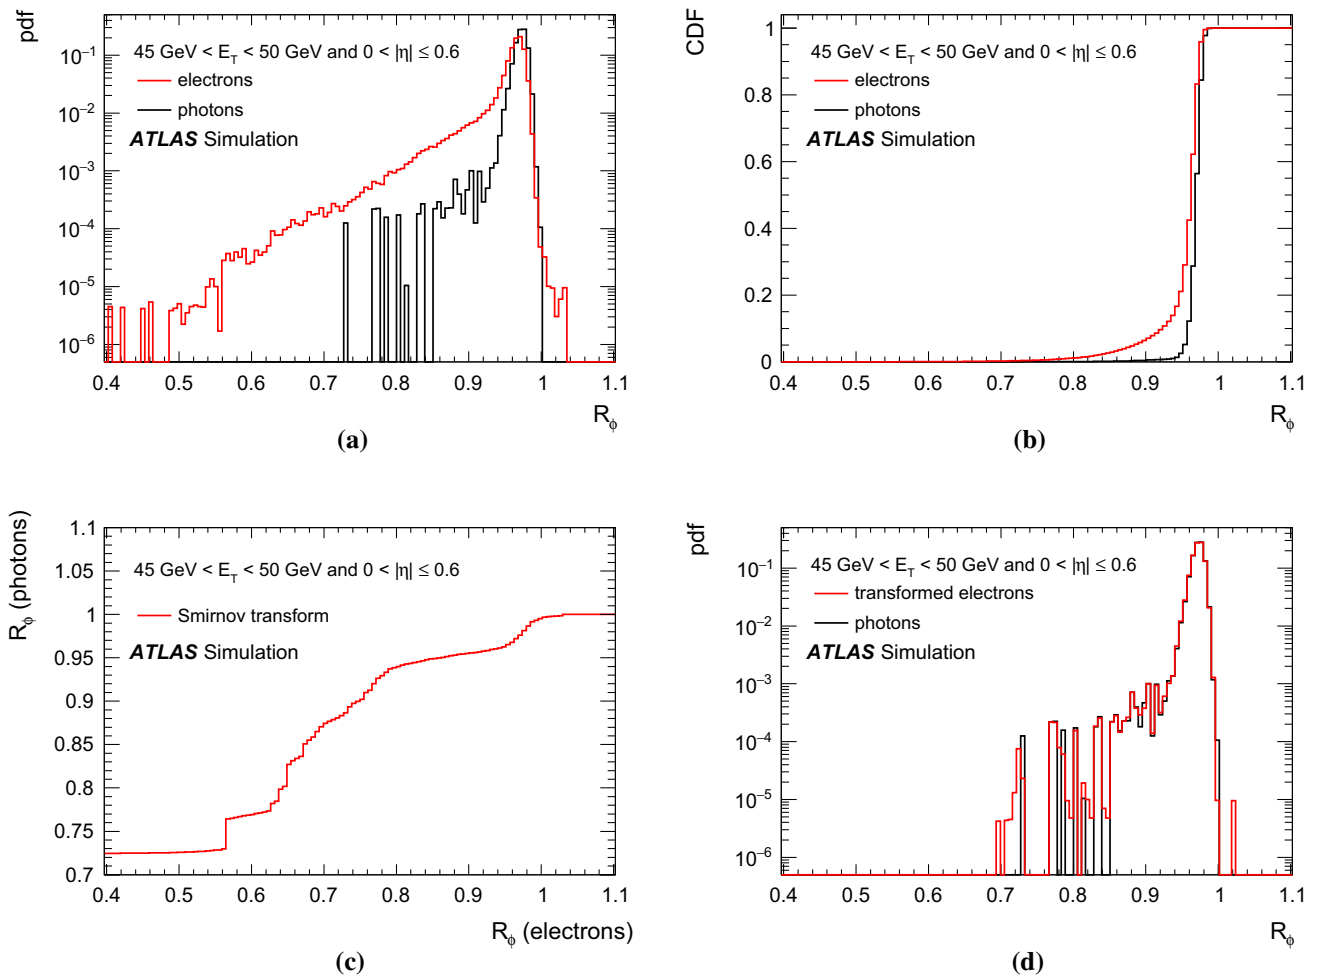 pdf
45 GeV < E_T < 50 GeV and 0 < |η| ≤ 0.6
electrons
photons
ATLAS Simulation
10⁻¹
10⁻²
10⁻³
10⁻⁴
10⁻⁵
10⁻⁶
0.4 0.5 0.6 0.7 0.8 0.9 1 1.1
R_ϕ
(a)
CDF
45 GeV < E_T < 50 GeV and 0 < |η| ≤ 0.6
electrons
photons
ATLAS Simulation
1
0.8
0.6
0.4
0.2
0
0.4 0.5 0.6 0.7 0.8 0.9 1 1.1
R_ϕ
(b)
R_ϕ (photons)
45 GeV < E_T < 50 GeV and 0 < |η| ≤ 0.6
Smirnov transform
ATLAS Simulation
1.1
1.05
1
0.95
0.9
0.85
0.8
0.75
0.7
0.4 0.5 0.6 0.7 0.8 0.9 1 1.1
R_ϕ (electrons)
(c)
pdf
45 GeV < E_T < 50 GeV and 0 < |η| ≤ 0.6
transformed electrons
photons
ATLAS Simulation
10⁻¹
10⁻²
10⁻³
10⁻⁴
10⁻⁵
10⁻⁶
0.4 0.5 0.6 0.7 0.8 0.9 1 1.1
R_ϕ
(d)